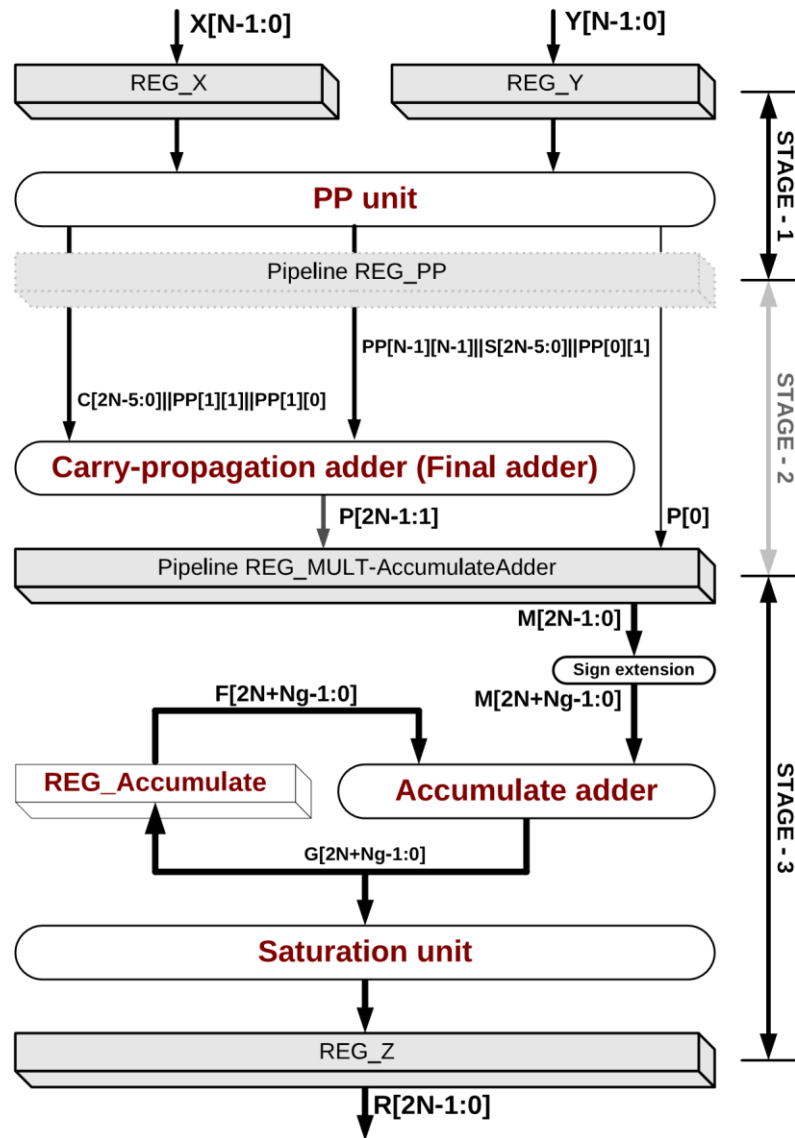 X[N-1:0]
Y[N-1:0]
REG_X
REG_Y
STAGE - 1
PP unit
Pipeline REG_PP
PP[N-1][N-1]||S[2N-5:0]||PP[0][1]
C[2N-5:0]||PP[1][1]||PP[1][0]
STAGE - 2
Carry-propagation adder (Final adder)
P[2N-1:1]
P[0]
Pipeline REG_MULT-AccumulateAdder
M[2N-1:0]
Sign extension
F[2N+Ng-1:0]
M[2N+Ng-1:0]
REG_Accumulate
Accumulate adder
STAGE - 3
G[2N+Ng-1:0]
Saturation unit
REG_Z
R[2N-1:0]